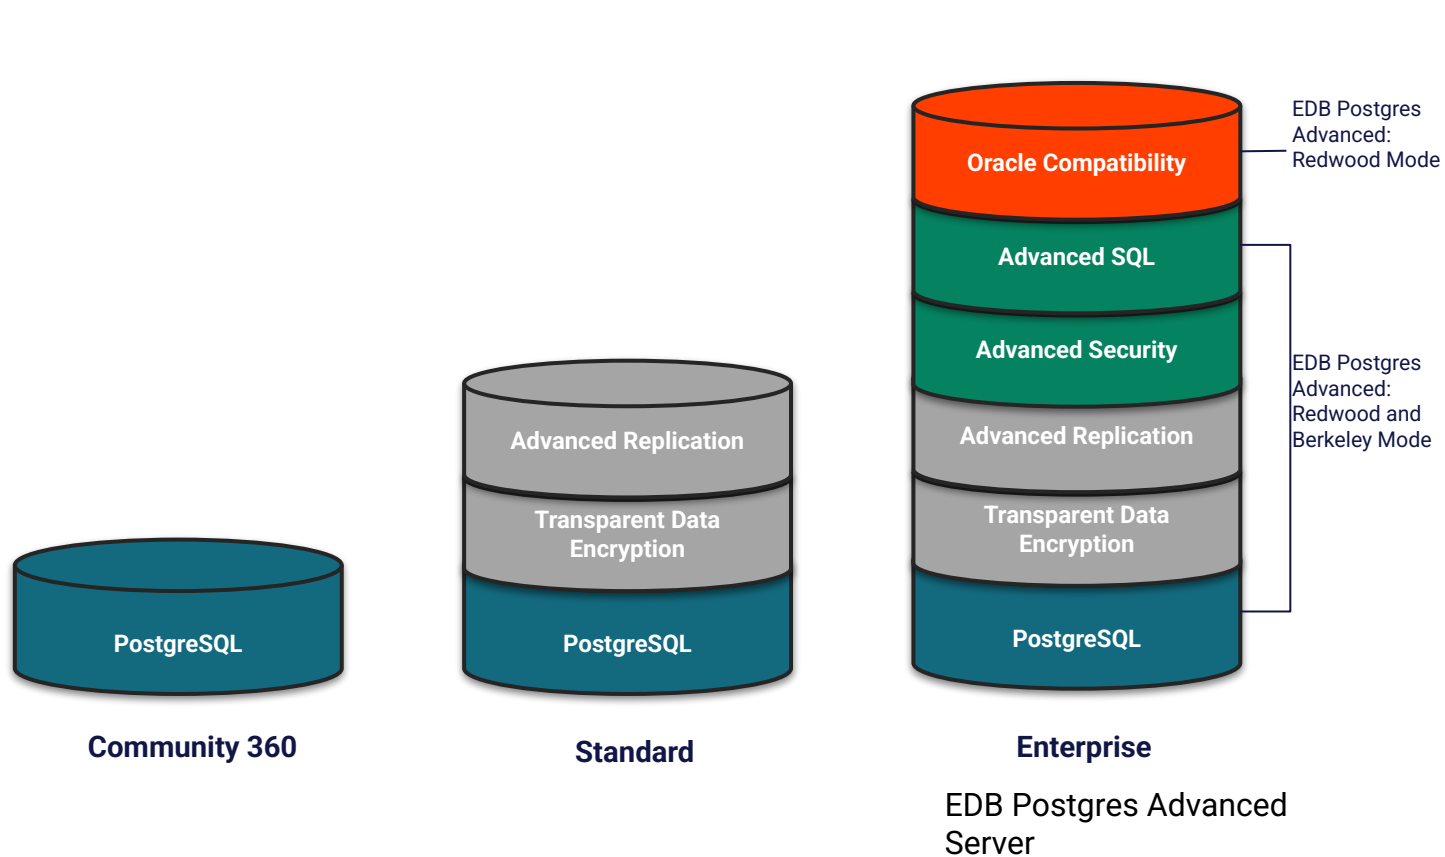 PostgreSQL
Community 360
Advanced Replication
Transparent Data
Encryption
PostgreSQL
Standard
Oracle Compatibility
Advanced SQL
Advanced Security
Advanced Replication
Transparent Data
Encryption
PostgreSQL
Enterprise
EDB Postgres Advanced
Server
EDB Postgres
Advanced:
Redwood Mode
EDB Postgres
Advanced:
Redwood and
Berkeley Mode